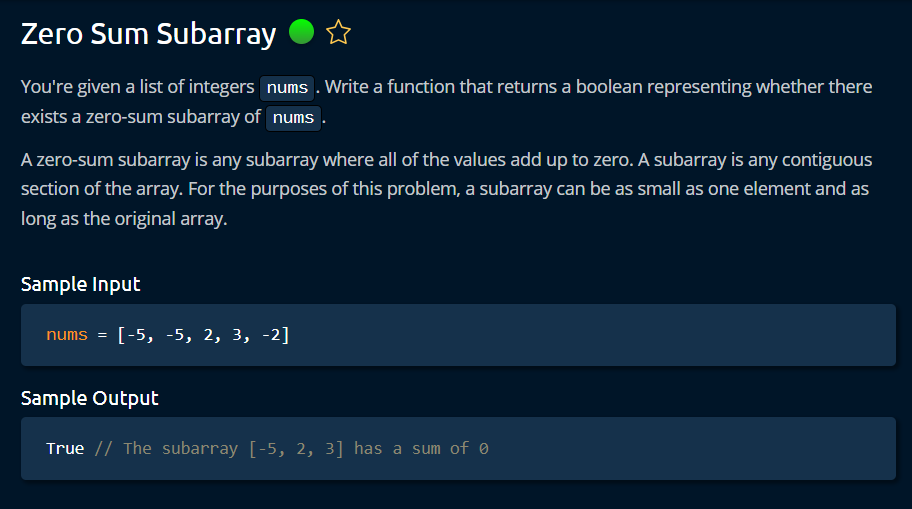 Zero Sum Subarray
You're given a list of integers nums. Write a function that returns a boolean representing whether there
exists a zero-sum subarray of nums.
A zero-sum subarray is any subarray where all of the values add up to zero. A subarray is any contiguous
section of the array. For the purposes of this problem, a subarray can be as small as one element and as
long as the original array.
Sample Input
nums = [-5, -5, 2, 3, -2]
Sample Output
True // The subarray [-5, 2, 3] has a sum of 0